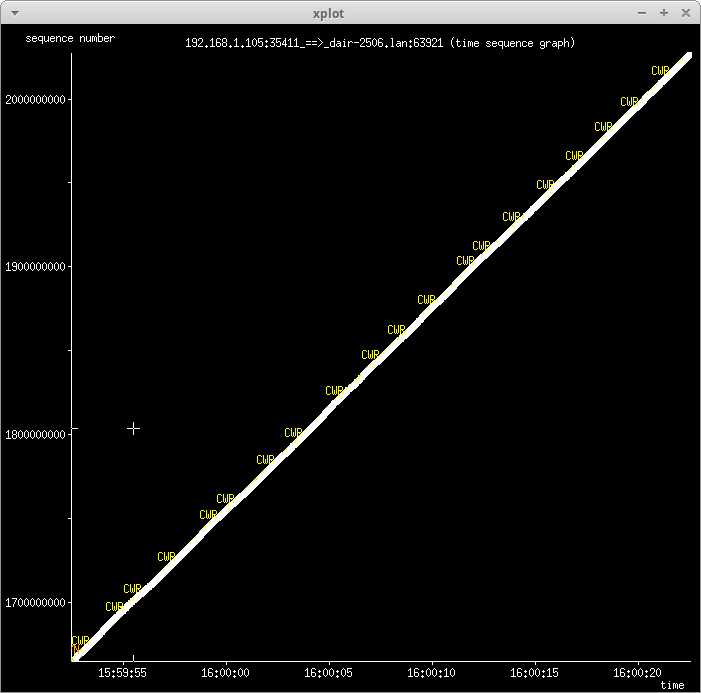 xplot
sequence number
192.168.1.105:35411_==>_dair-2506.lan:63921 (time sequence graph)
CWR
2000000000
CWR
CWR
CWR
CWR
CWR
CWR
CWR
1900000000
CWR
CWR
CWR
CWR
CWR
1800000000
CWR
CWR
CWR
CWR
CWR
1700000000
CWR
CWR
N
15:59:55
16:00:00
16:00:05
16:00:10
16:00:15
16:00:20
time